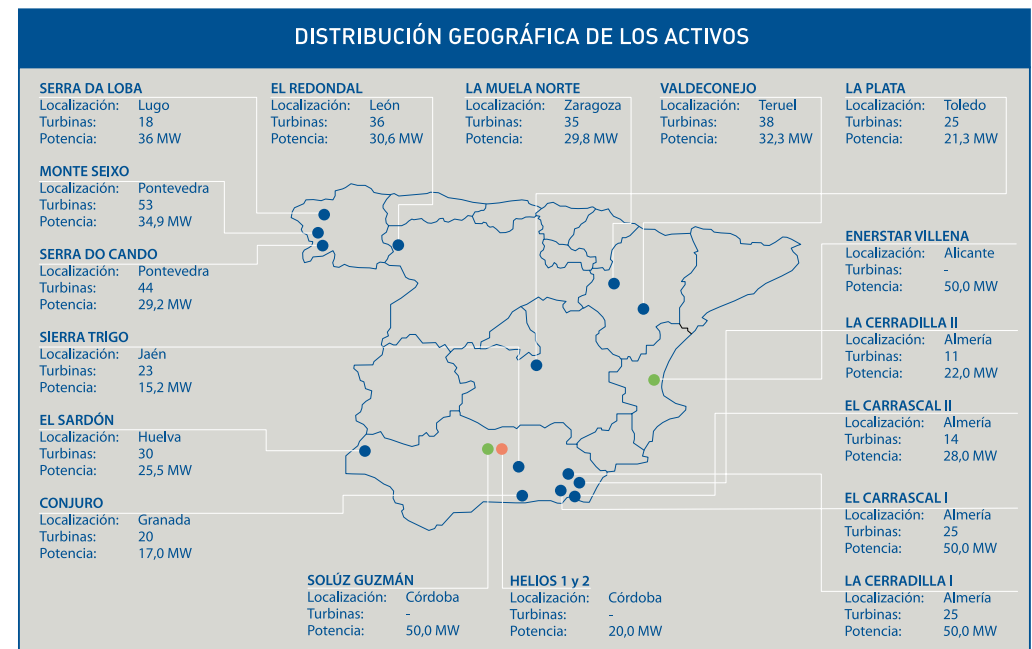 DISTRIBUCIÓN GEOGRÁFICA DE LOS ACTIVOS
SERRA DA LOBA
Localización: Lugo
Turbinas: 18
Potencia: 36 MW
EL REDONDAL
Localización: León
Turbinas: 36
Potencia: 30,6 MW
LA MUELA NORTE
Localización: Zaragoza
Turbinas: 35
Potencia: 29,8 MW
VALDECONEJO
Localización: Teruel
Turbinas: 38
Potencia: 32,3 MW
LA PLATA
Localización: Toledo
Turbinas: 25
Potencia: 21,3 MW
MONTE SEIXO
Localización: Pontevedra
Turbinas: 53
Potencia: 34,9 MW
SERRA DO CANDO
Localización: Pontevedra
Turbinas: 44
Potencia: 29,2 MW
SIERRA TRIGO
Localización: Jaén
Turbinas: 23
Potencia: 15,2 MW
EL SARDÓN
Localización: Huelva
Turbinas: 30
Potencia: 25,5 MW
CONJURO
Localización: Granada
Turbinas: 20
Potencia: 17,0 MW
SOLÚZ GUZMÁN
Localización: Córdoba
Turbinas: -
Potencia: 50,0 MW
HELIOS 1 y 2
Localización: Córdoba
Turbinas: -
Potencia: 20,0 MW
ENERSTAR VILLENA
Localización: Alicante
Turbinas: -
Potencia: 50,0 MW
LA CERRADILLA II
Localización: Almería
Turbinas: 11
Potencia: 22,0 MW
EL CARRASCAL II
Localización: Almería
Turbinas: 14
Potencia: 28,0 MW
EL CARRASCAL I
Localización: Almería
Turbinas: 25
Potencia: 50,0 MW
LA CERRADILLA I
Localización: Almería
Turbinas: 25
Potencia: 50,0 MW